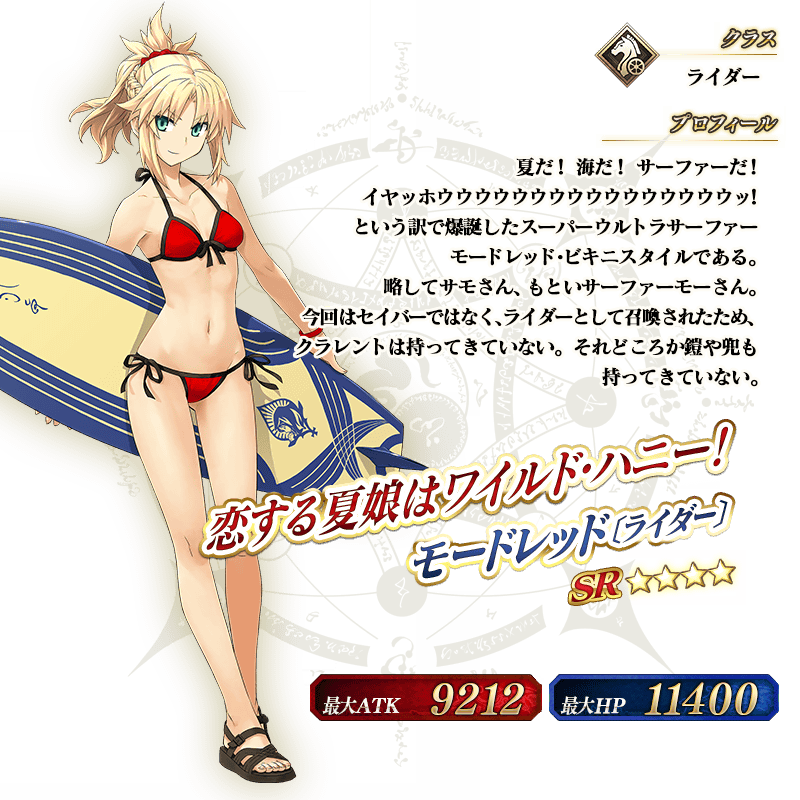 クラス
ライダー
プロフィール
夏だ！ 海だ！ サーファーだ！
イヤッホウウウウウウウウウウウウウウウウッ！
という訳で爆誕したスーパーウルトラサーファー
モードレッド・ビキニスタイルである。
略してサモさん、もといサーファーモーさん。
今回はセイバーではなく、ライダーとして召喚されたため、
クラレントは持ってきていない。それどころか鎧や兜も
持ってきていない。
恋する夏娘はワイルド・ハニー！
モードレッド〔ライダー〕
SR ☆☆☆☆
最大ATK 9212
最大HP 11400